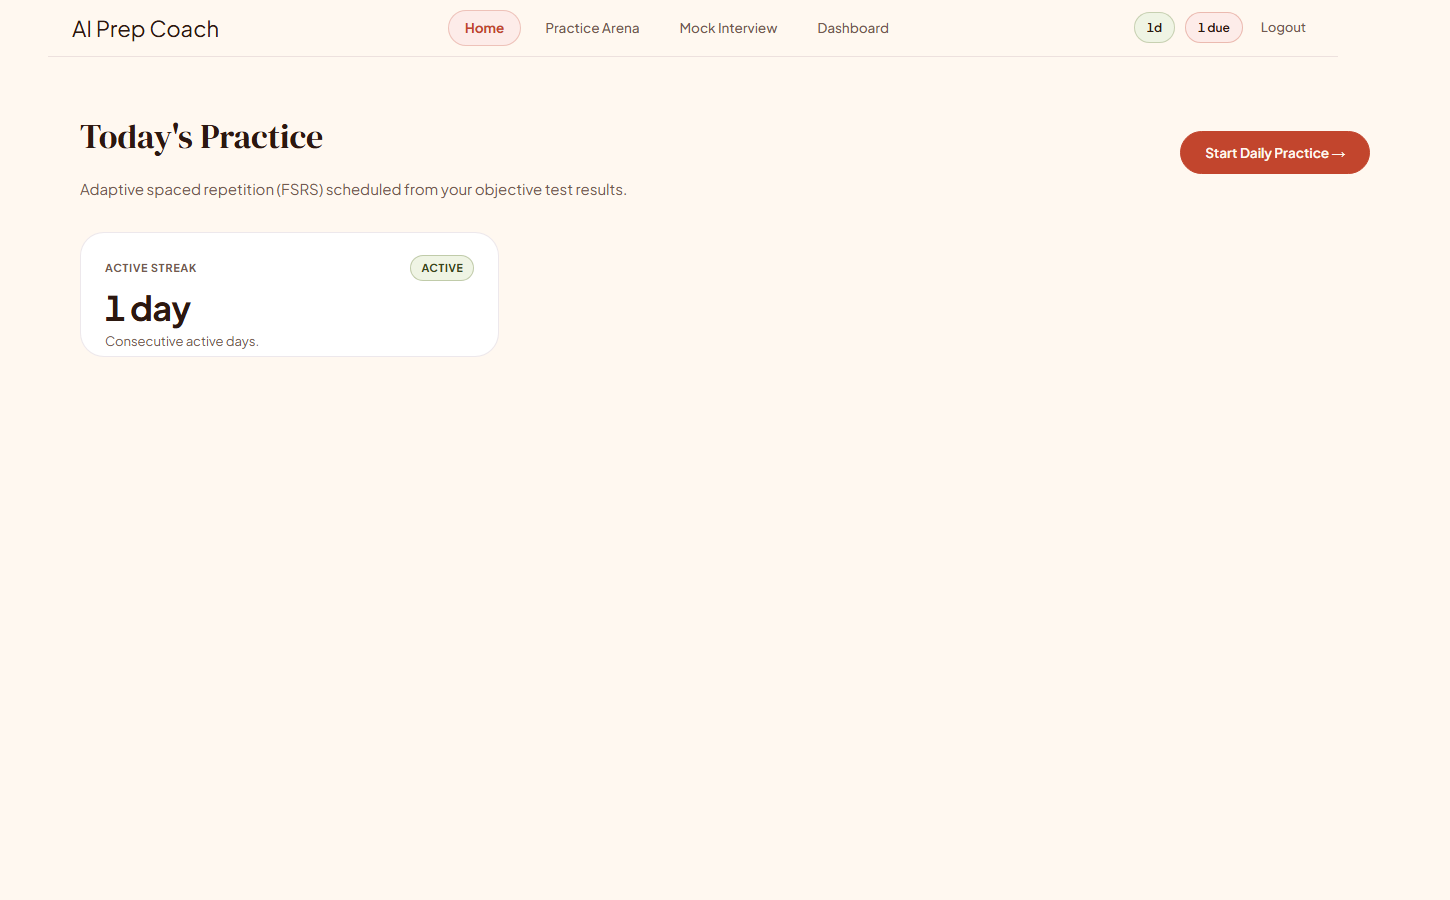 AI Prep Coach
Home
Practice Arena
Mock Interview
Dashboard
1d
1 due
Logout
Today's Practice
Start Daily Practice →
Adaptive spaced repetition (FSRS) scheduled from your objective test results.
ACTIVE STREAK
ACTIVE
1 day
Consecutive active days.